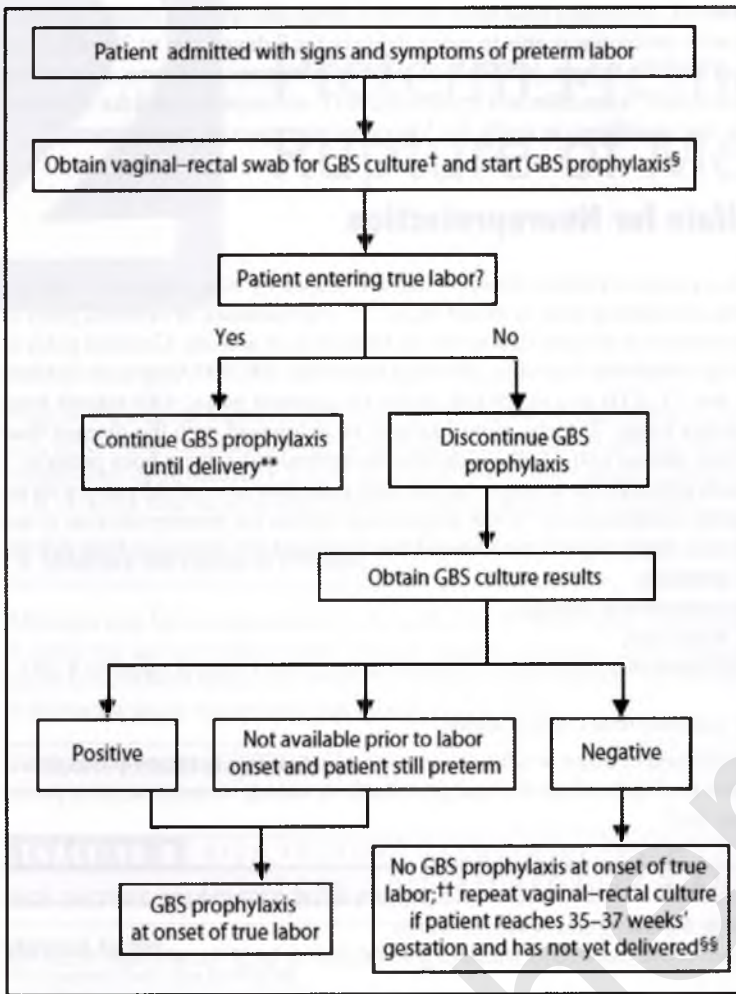 Patient admitted with signs and symptoms of preterm labor
Obtain vaginal–rectal swab for GBS culture† and start GBS prophylaxis§
Patient entering true labor?
Yes
No
Continue GBS prophylaxis
until delivery**
Discontinue GBS
prophylaxis
Obtain GBS culture results
Positive
Not available prior to labor
onset and patient still preterm
Negative
GBS prophylaxis
at onset of true labor
No GBS prophylaxis at onset of true
labor;†† repeat vaginal–rectal culture
if patient reaches 35–37 weeks'
gestation and has not yet delivered§§